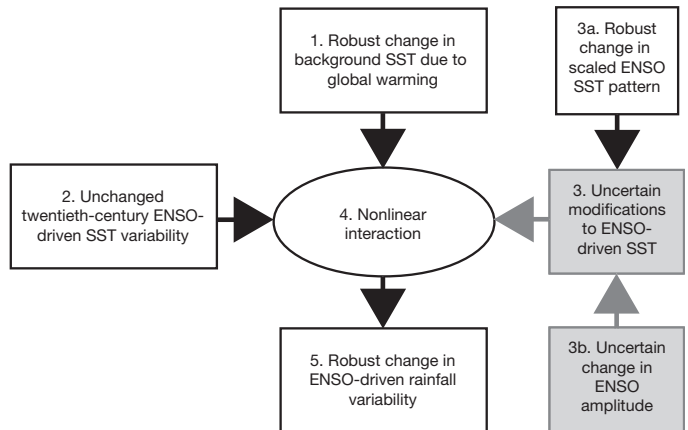 1. Robust change in
background SST due to
global warming
3a. Robust
change in
scaled ENSO
SST pattern
2. Unchanged
twentieth-century ENSO-
driven SST variability
4. Nonlinear
interaction
3. Uncertain
modifications
to ENSO-
driven SST
5. Robust change in
ENSO-driven rainfall
variability
3b. Uncertain
change in
ENSO
amplitude